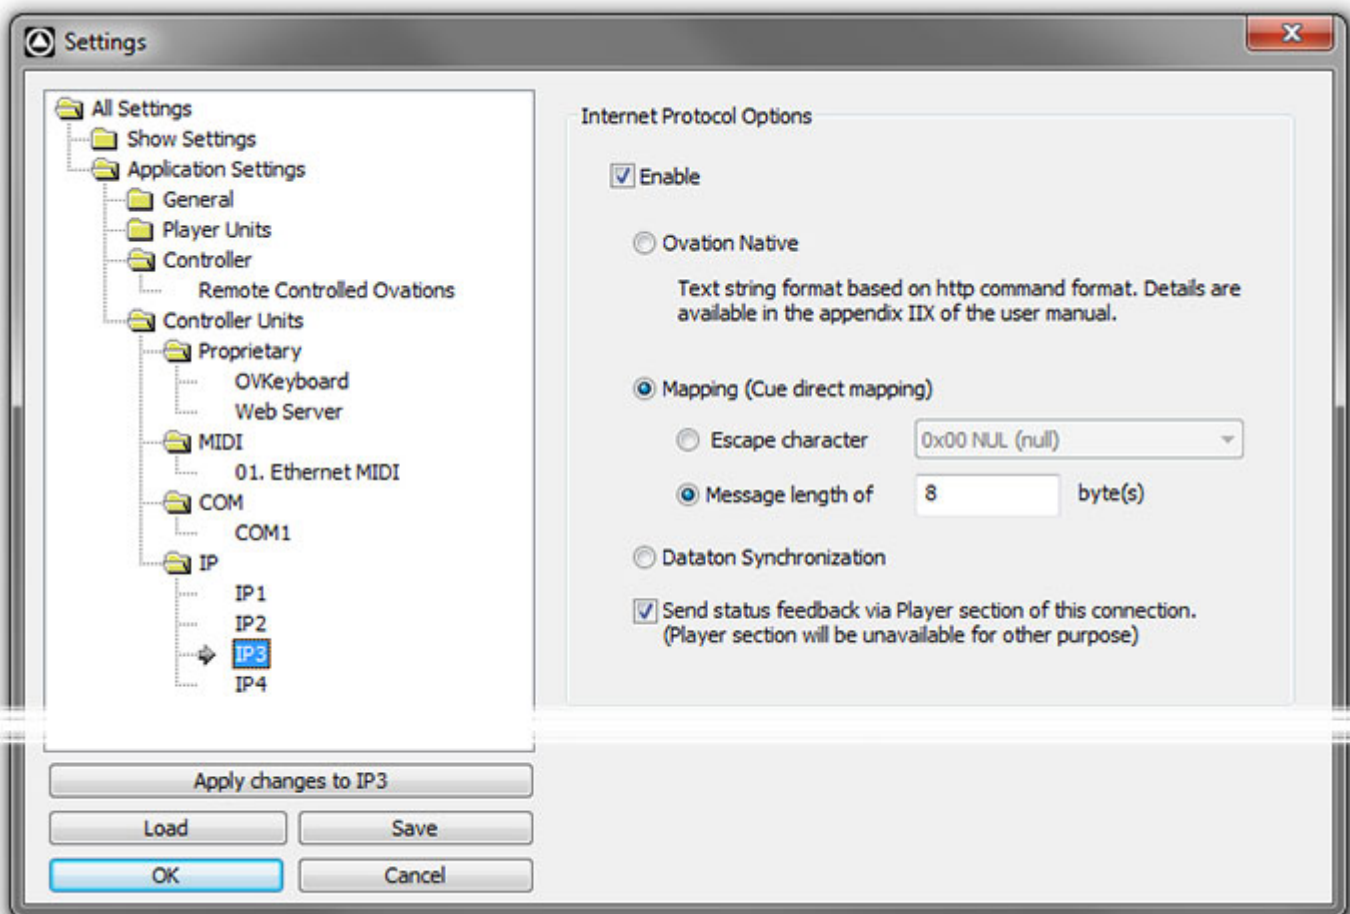 Settings
All Settings
Show Settings
Application Settings
General
Player Units
Controller
Remote Controlled Ovations
Controller Units
Proprietary
OVKeyboard
Web Server
MIDI
01. Ethernet MIDI
COM
COM1
IP
IP1
IP2
IP3
IP4
Apply changes to IP3
Load
Save
OK
Cancel
Internet Protocol Options
Enable
Ovation Native
Text string format based on http command format. Details are
available in the appendix IIX of the user manual.
Mapping (Cue direct mapping)
Escape character 0x00 NUL (null)
Message length of 8 byte(s)
Dataton Synchronization
Send status feedback via Player section of this connection.
(Player section will be unavailable for other purpose)